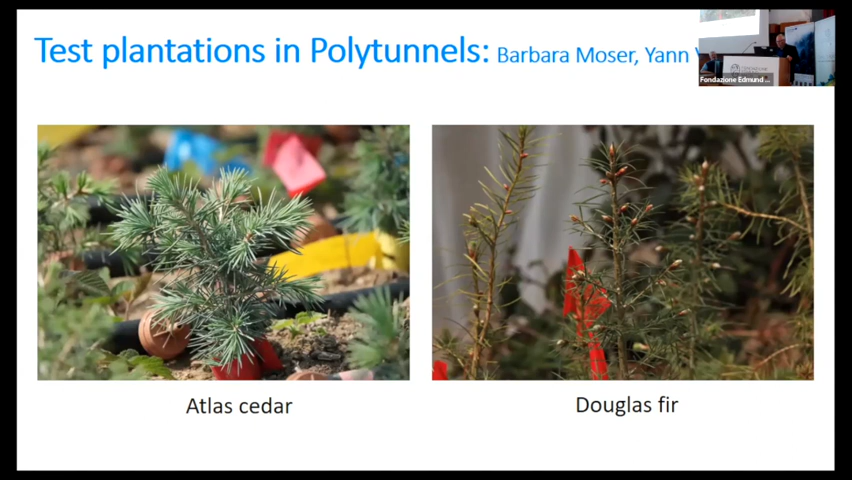 Test plantations in Polytunnels: Barbara Moser, Yann
Fondazione Edmund ...
Atlas cedar
Douglas fir